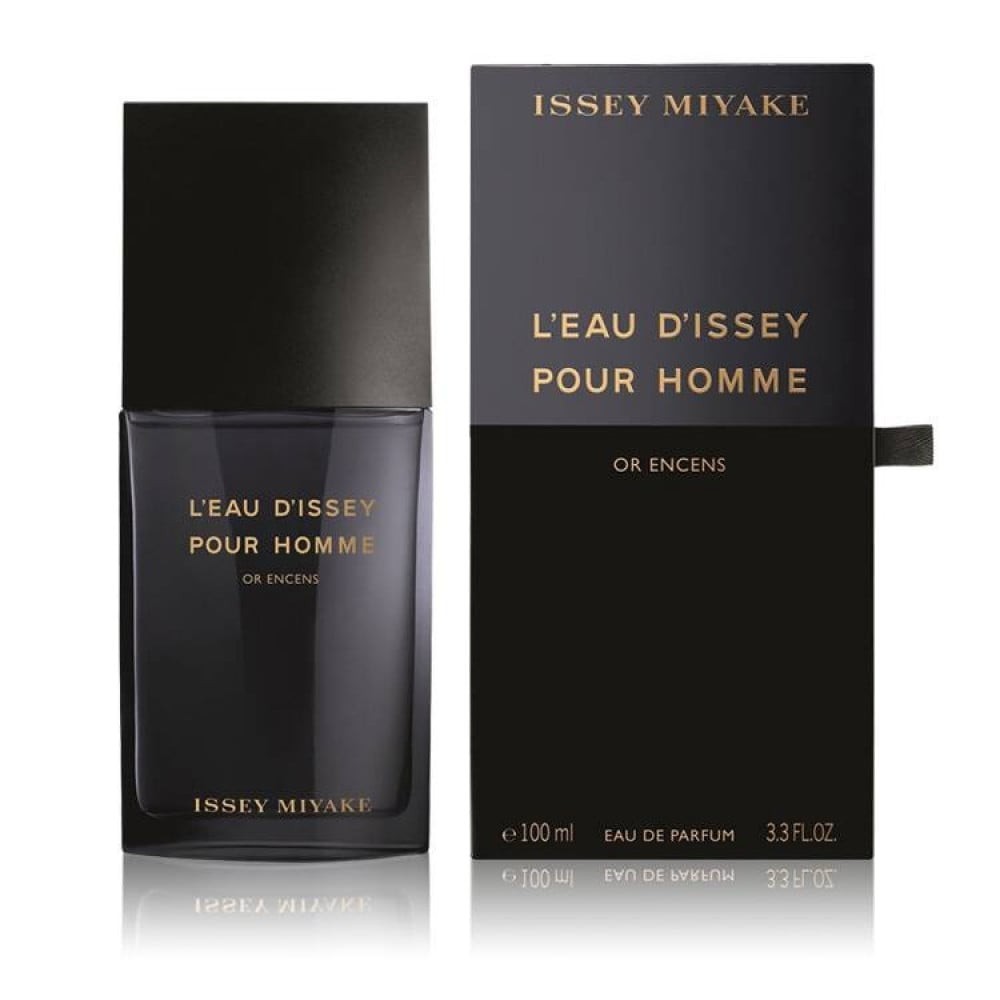 L'EAU D'ISSEY
POUR HOMME
OR ENCENS
ISSEY MIYAKE
ISSEY MIYAKE
L'EAU D'ISSEY
POUR HOMME
OR ENCENS
℮ 100 ml EAU DE PARFUM 3.3 FL.OZ.